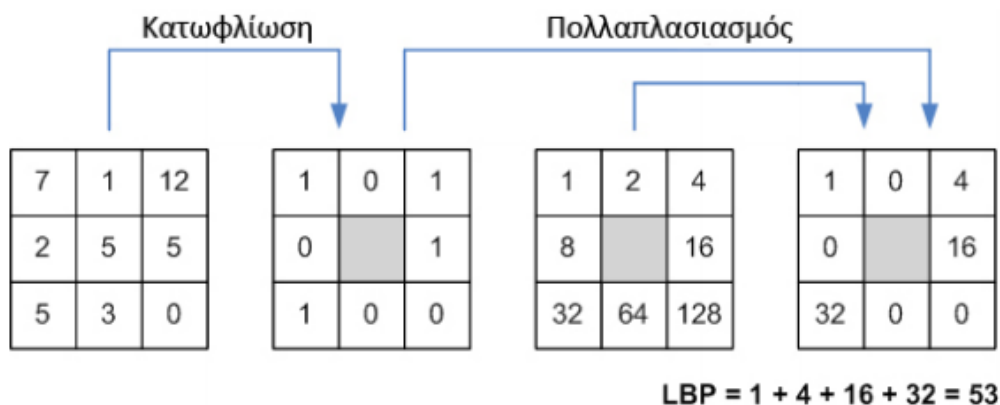 Κατωφλίωση Πολλαπλασιασμός
7 1 12 1 0 1 1 2 4 1 0 4
2 5 5 0 1 8 16 0 16
5 3 0 1 0 0 32 64 128 32 0 0
LBP = 1 + 4 + 16 + 32 = 53